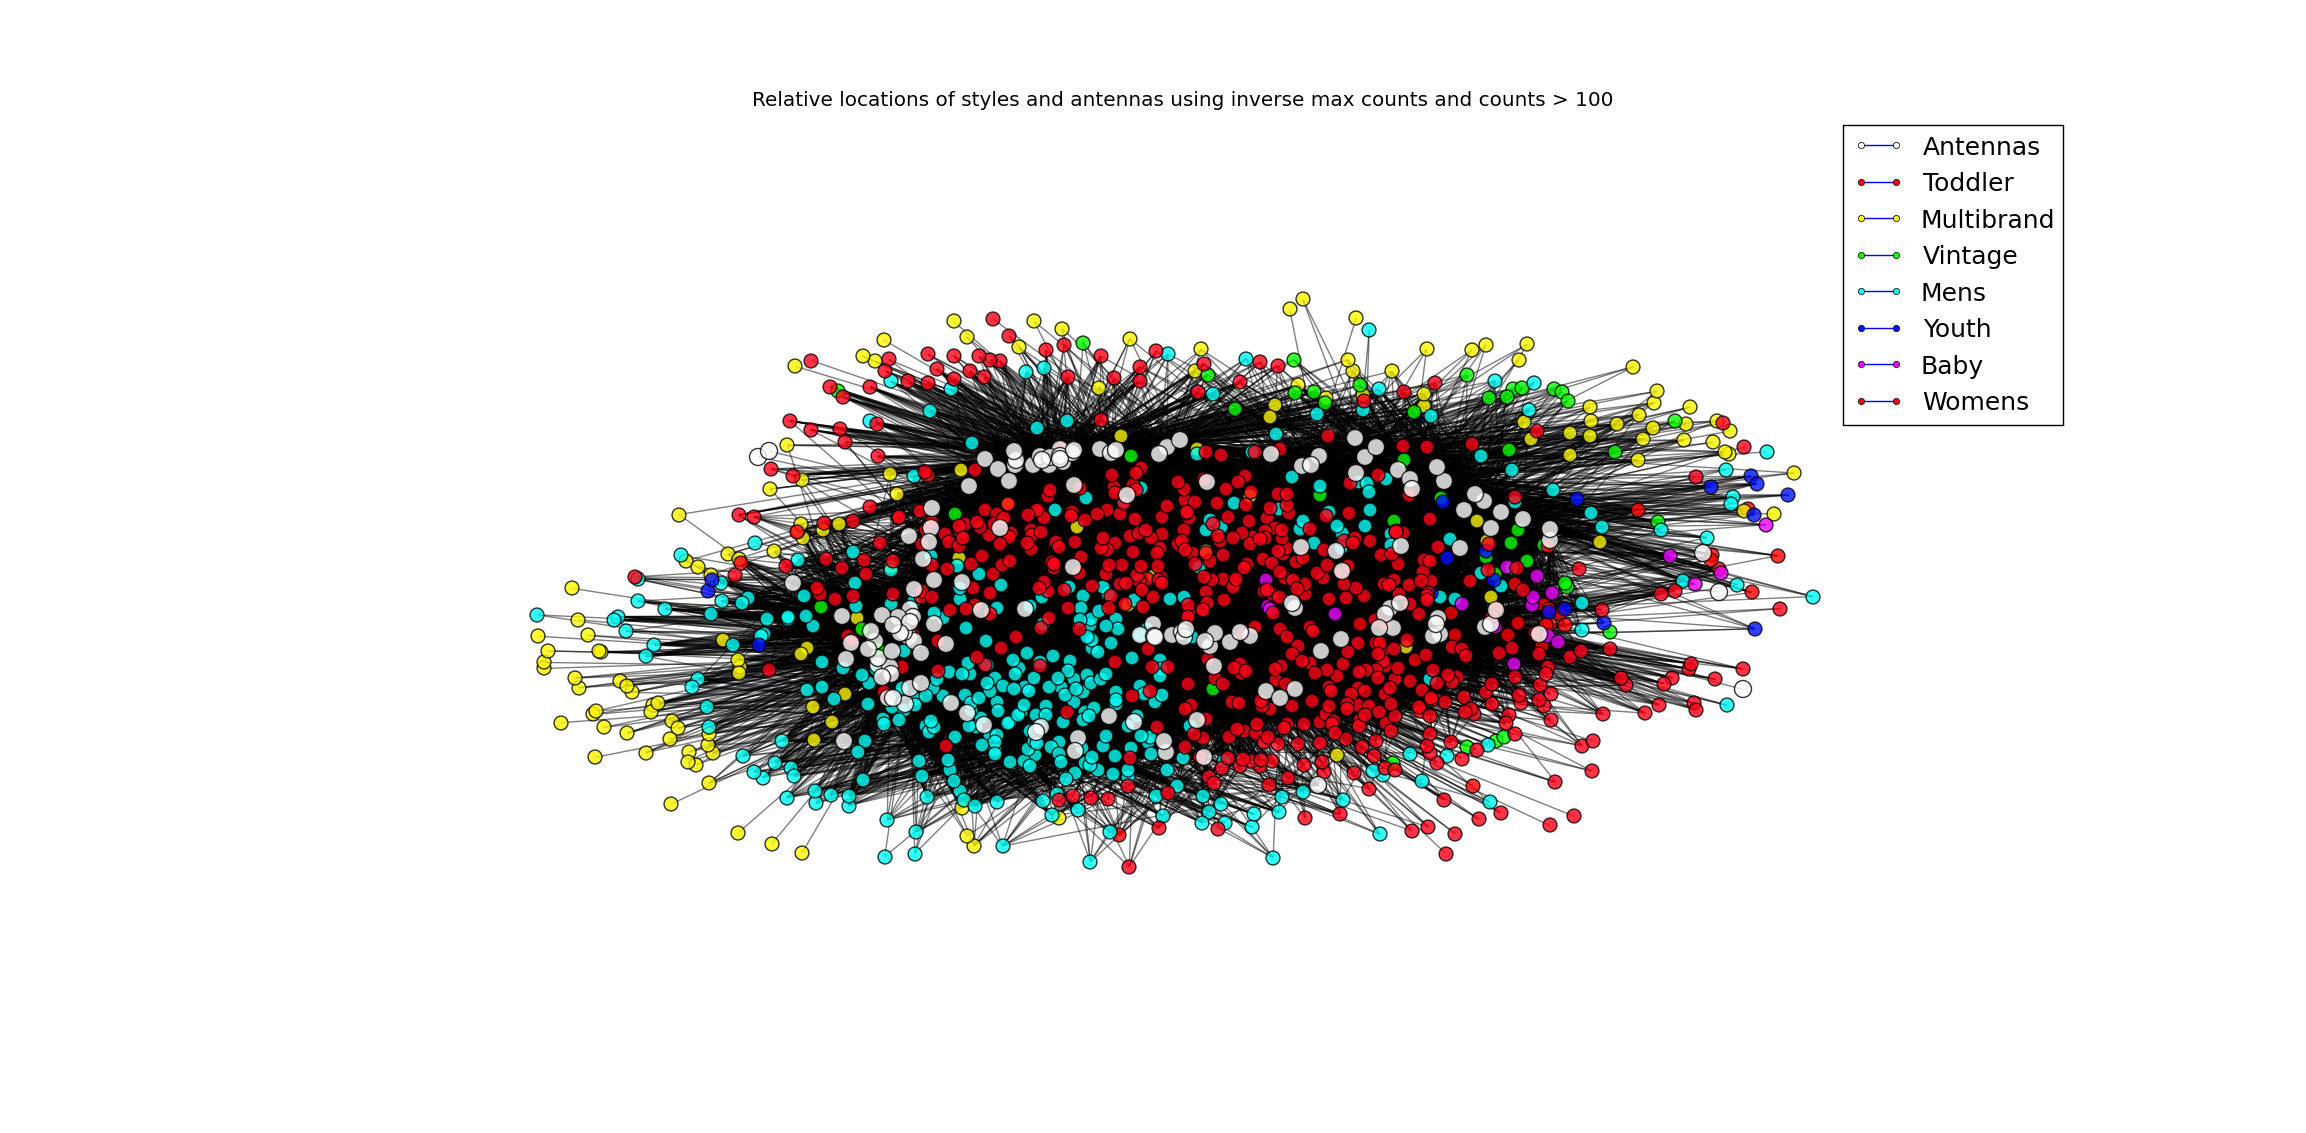 Relative locations of styles and antennas using inverse max counts and counts > 100
Antennas
Toddler
Multibrand
Vintage
Mens
Youth
Baby
Womens